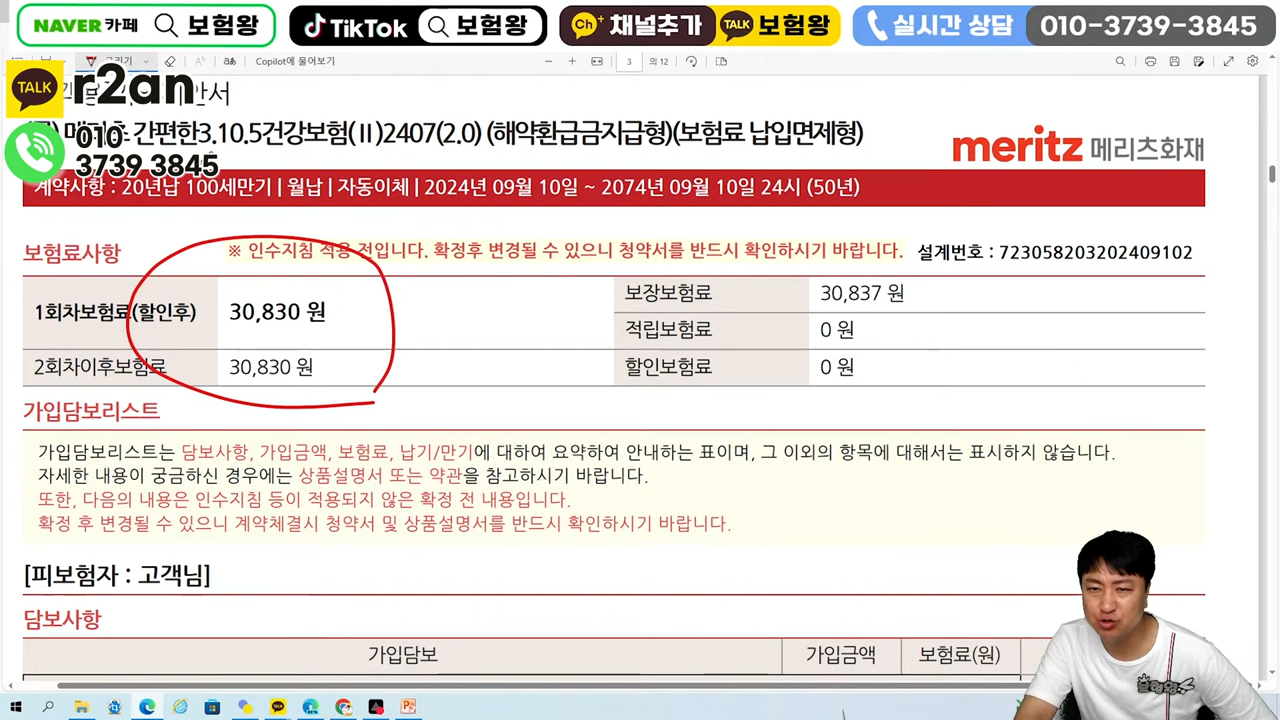 NAVER 카페 보험왕
TikTok 보험왕
Ch+ 채널추가 TALK 보험왕
실시간 상담 010-3739-3845
Copilot에 물어보기
3 의 12
TALK r2an
010
3739 3845
간편한3.10.5건강보험(Ⅱ)2407(2.0) (해약환급금지급형)(보험료 납입면제형)
meritz 메리츠화재
계약사항 : 20년납 100세만기 | 월납 | 자동이체 | 2024년 09월 10일 ~ 2074년 09월 10일 24시 (50년)
보험료사항
※ 인수지침 적용 전입니다. 확정후 변경될 수 있으니 청약서를 반드시 확인하시기 바랍니다.
설계번호 : 723058203202409102
1회차보험료(할인후) 30,830 원 보장보험료 30,837 원
적립보험료 0 원
2회차이후보험료 30,830 원 할인보험료 0 원
가입담보리스트
가입담보리스트는 담보사항, 가입금액, 보험료, 납기/만기에 대하여 요약하여 안내하는 표이며, 그 이외의 항목에 대해서는 표시하지 않습니다.
자세한 내용이 궁금하신 경우에는 상품설명서 또는 약관을 참고하시기 바랍니다.
또한, 다음의 내용은 인수지침 등이 적용되지 않은 확정 전 내용입니다.
확정 후 변경될 수 있으니 계약체결시 청약서 및 상품설명서를 반드시 확인하시기 바랍니다.
[피보험자 : 고객님]
담보사항
가입담보 가입금액 보험료(원)
보험왕